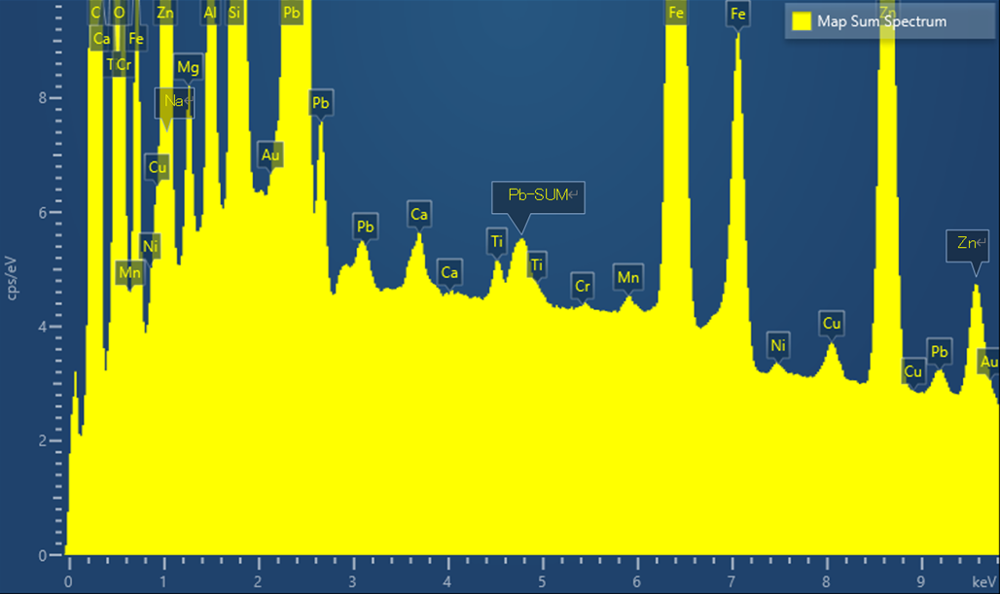 C O Zn Al Si Pb Fe Fe Zn Map Sum Spectrum
Ca Fe
T Cr
Mg
Na↵
Pb
8
Cu
Au
Pb-SUM↵
6
Pb
Ca
Ni
Ti
Zn↵
Mn
Ca
Ti
cps/eV
Cr
Mn
4
Ni
Cu
Cu
Pb
Au
2
0
0 1 2 3 4 5 6 7 8 9 keV